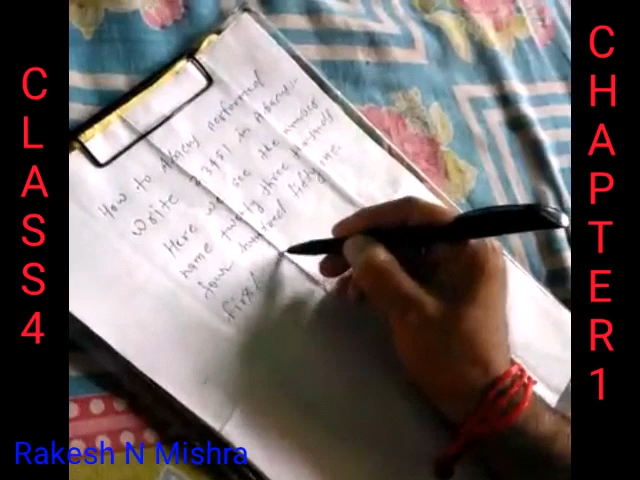 CLASS 4
CHAPTER 1
How to Abacus performed
Write 23451 in Abacus:-
Here we see the number
name twenty three thousand
four hundred fifty one.
first
Rakesh N Mishra